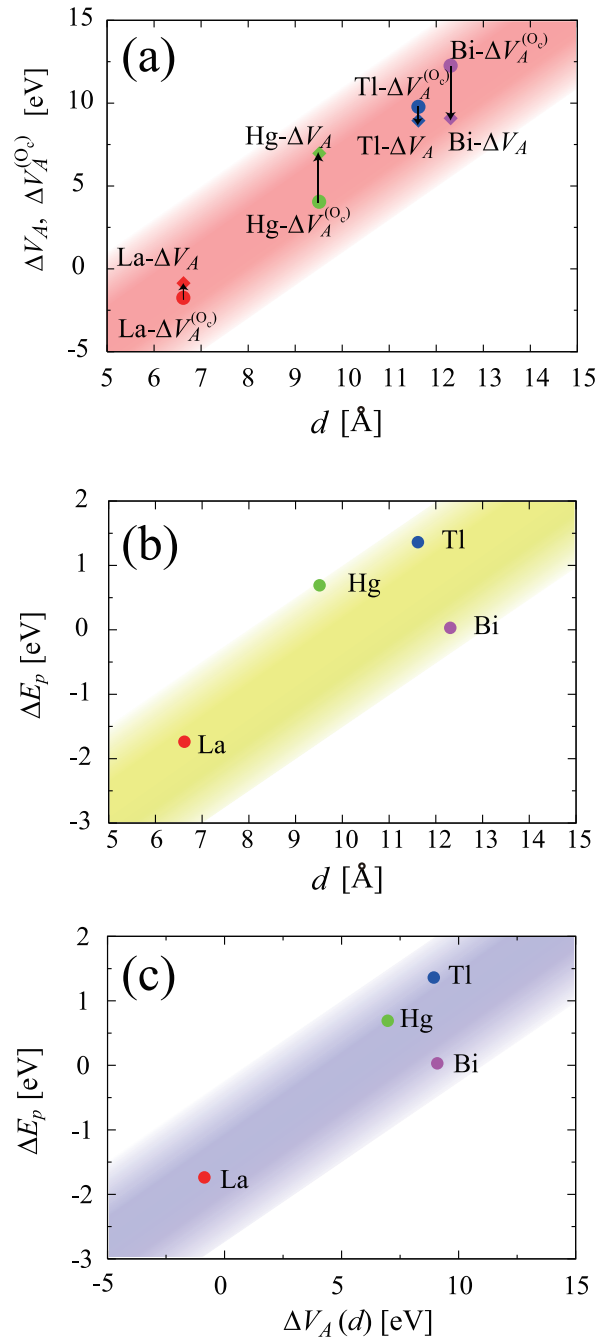 (a)
15
10
5
0
-5
ΔV_A, ΔV_A^(O_c) [eV]
Bi-ΔV_A^(O_c)
Tl-ΔV_A^(O_c)
Hg-ΔV_A
Tl-ΔV_A
Bi-ΔV_A
Hg-ΔV_A^(O_c)
La-ΔV_A
La-ΔV_A^(O_c)
5 6 7 8 9 10 11 12 13 14 15
d [Å]
(b)
2
1
0
-1
-2
-3
ΔE_p [eV]
Tl
Hg
Bi
La
5 6 7 8 9 10 11 12 13 14 15
d [Å]
(c)
2
1
0
-1
-2
-3
ΔE_p [eV]
Tl
Hg
Bi
La
-5 0 5 10 15
ΔV_A (d) [eV]